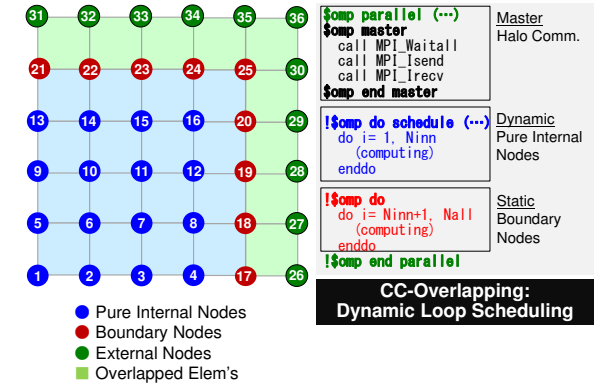 31 32 33 34 35 36
21 22 23 24 25 30
13 14 15 16 20 29
9 10 11 12 19 28
5 6 7 8 18 27
1 2 3 4 17 26
Pure Internal Nodes
Boundary Nodes
External Nodes
Overlapped Elem's
$omp parallel (…)
$omp master
call MPI_Waitall
call MPI_Isend
call MPI_Irecv
$omp end master
Master
Halo Comm.
!$omp do schedule (…)
do i= 1, Ninn
(computing)
enddo
Dynamic
Pure Internal
Nodes
!$omp do
do i= Ninn+1, Nall
(computing)
enddo
Static
Boundary
Nodes
!$omp end parallel
CC-Overlapping:
Dynamic Loop Scheduling